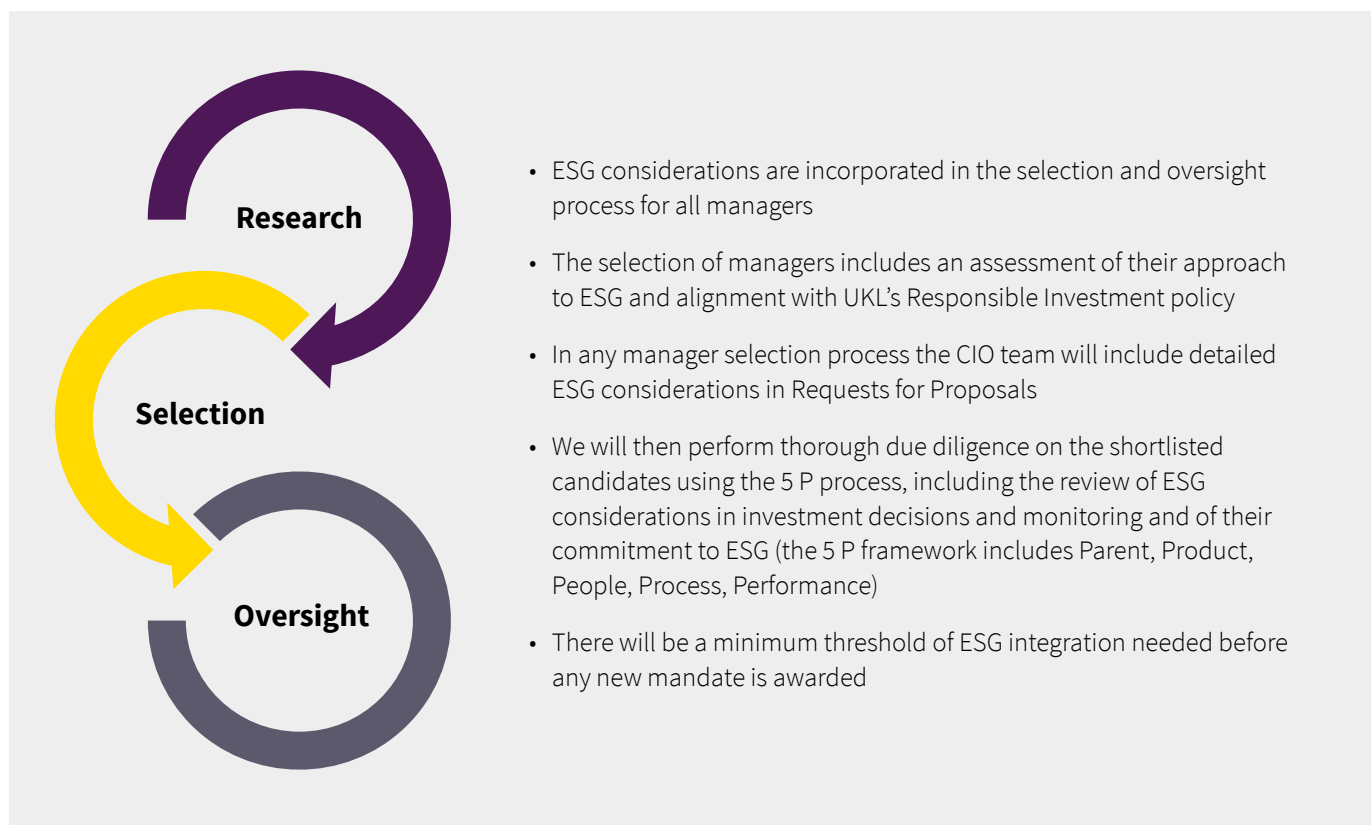 Research
Selection
Oversight
• ESG considerations are incorporated in the selection and oversight
process for all managers
• The selection of managers includes an assessment of their approach
to ESG and alignment with UKL’s Responsible Investment policy
• In any manager selection process the CIO team will include detailed
ESG considerations in Requests for Proposals
• We will then perform thorough due diligence on the shortlisted
candidates using the 5 P process, including the review of ESG
considerations in investment decisions and monitoring and of their
commitment to ESG (the 5 P framework includes Parent, Product,
People, Process, Performance)
• There will be a minimum threshold of ESG integration needed before
any new mandate is awarded